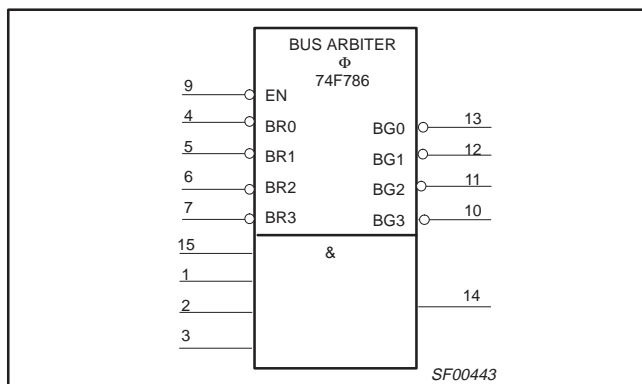 BUS ARBITER
Φ
74F786
9 EN
4 BR0 BG0 13
5 BR1 BG1 12
6 BR2 BG2 11
7 BR3 BG3 10
15 &
1
2 14
3
SF00443